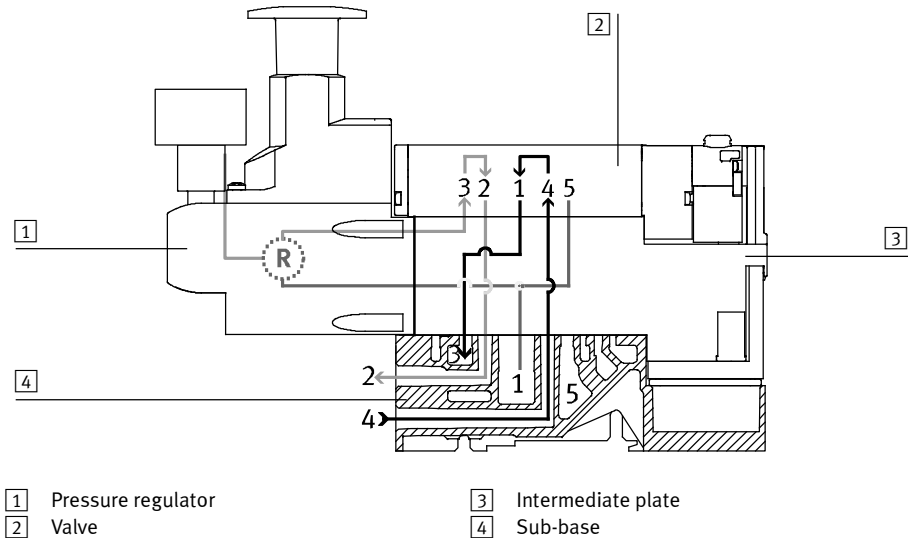 2
3 2 1 4 5
1
R
3
3
2
1
4
5
4
1 Pressure regulator
2 Valve
3 Intermediate plate
4 Sub-base